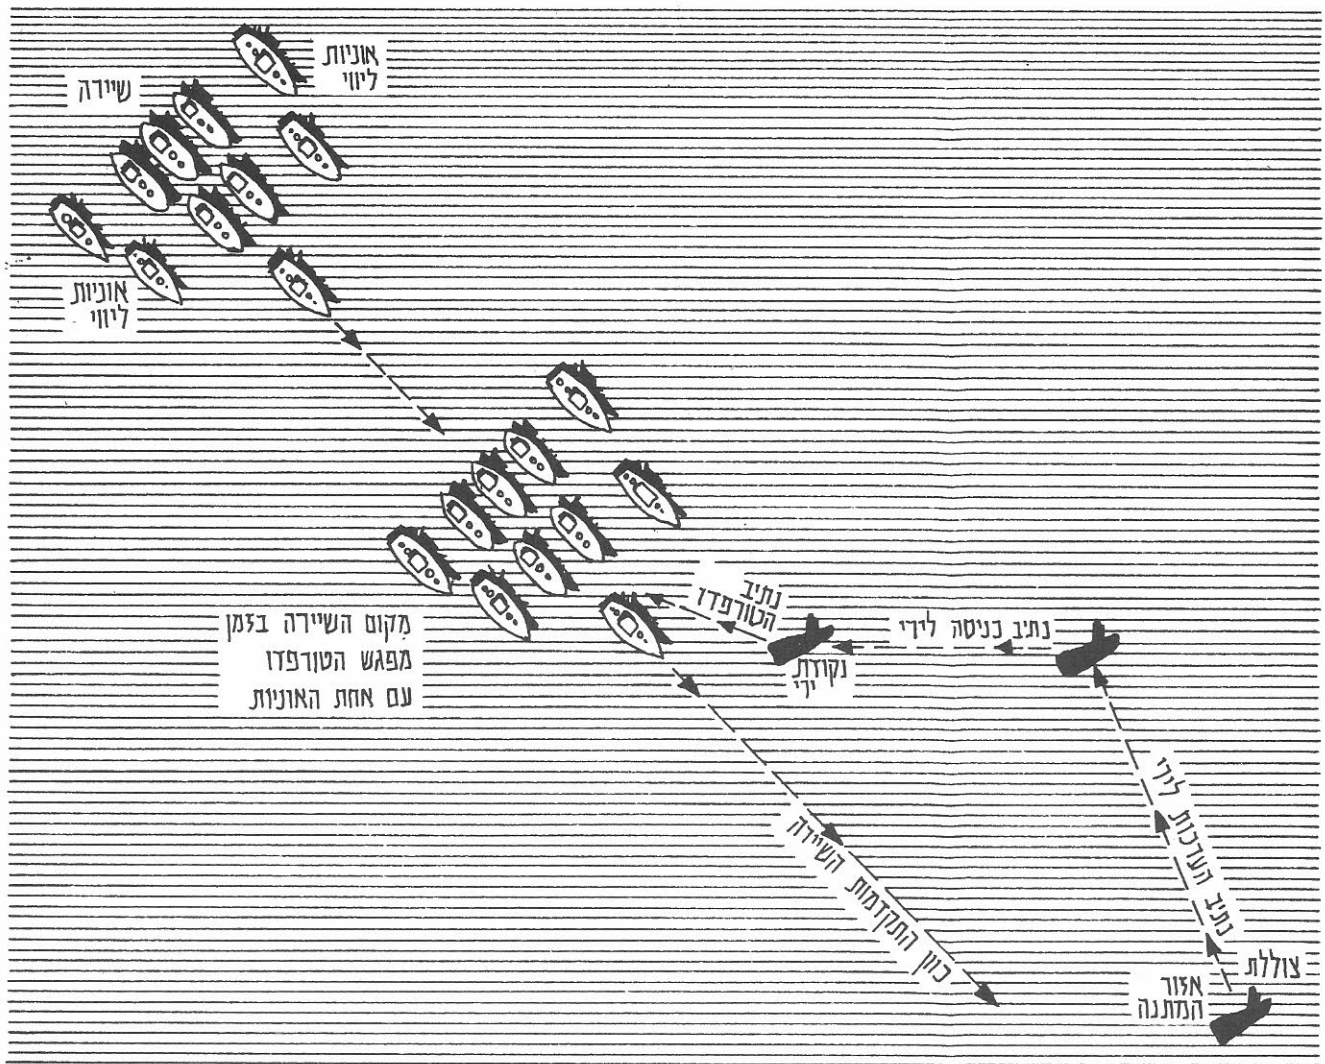 אוניות
ליווי
שיירה
אוניות
ליווי
נתיב
הטורפדו
נתיב כניסה לירי
נקודת
ירי
מקום השיירה בזמן
מפגש הטורפדו
עם אחת האוניות
כוון התקדמות השיירה
נתיב הערכות לירי
צוללת
אזור
המתנה